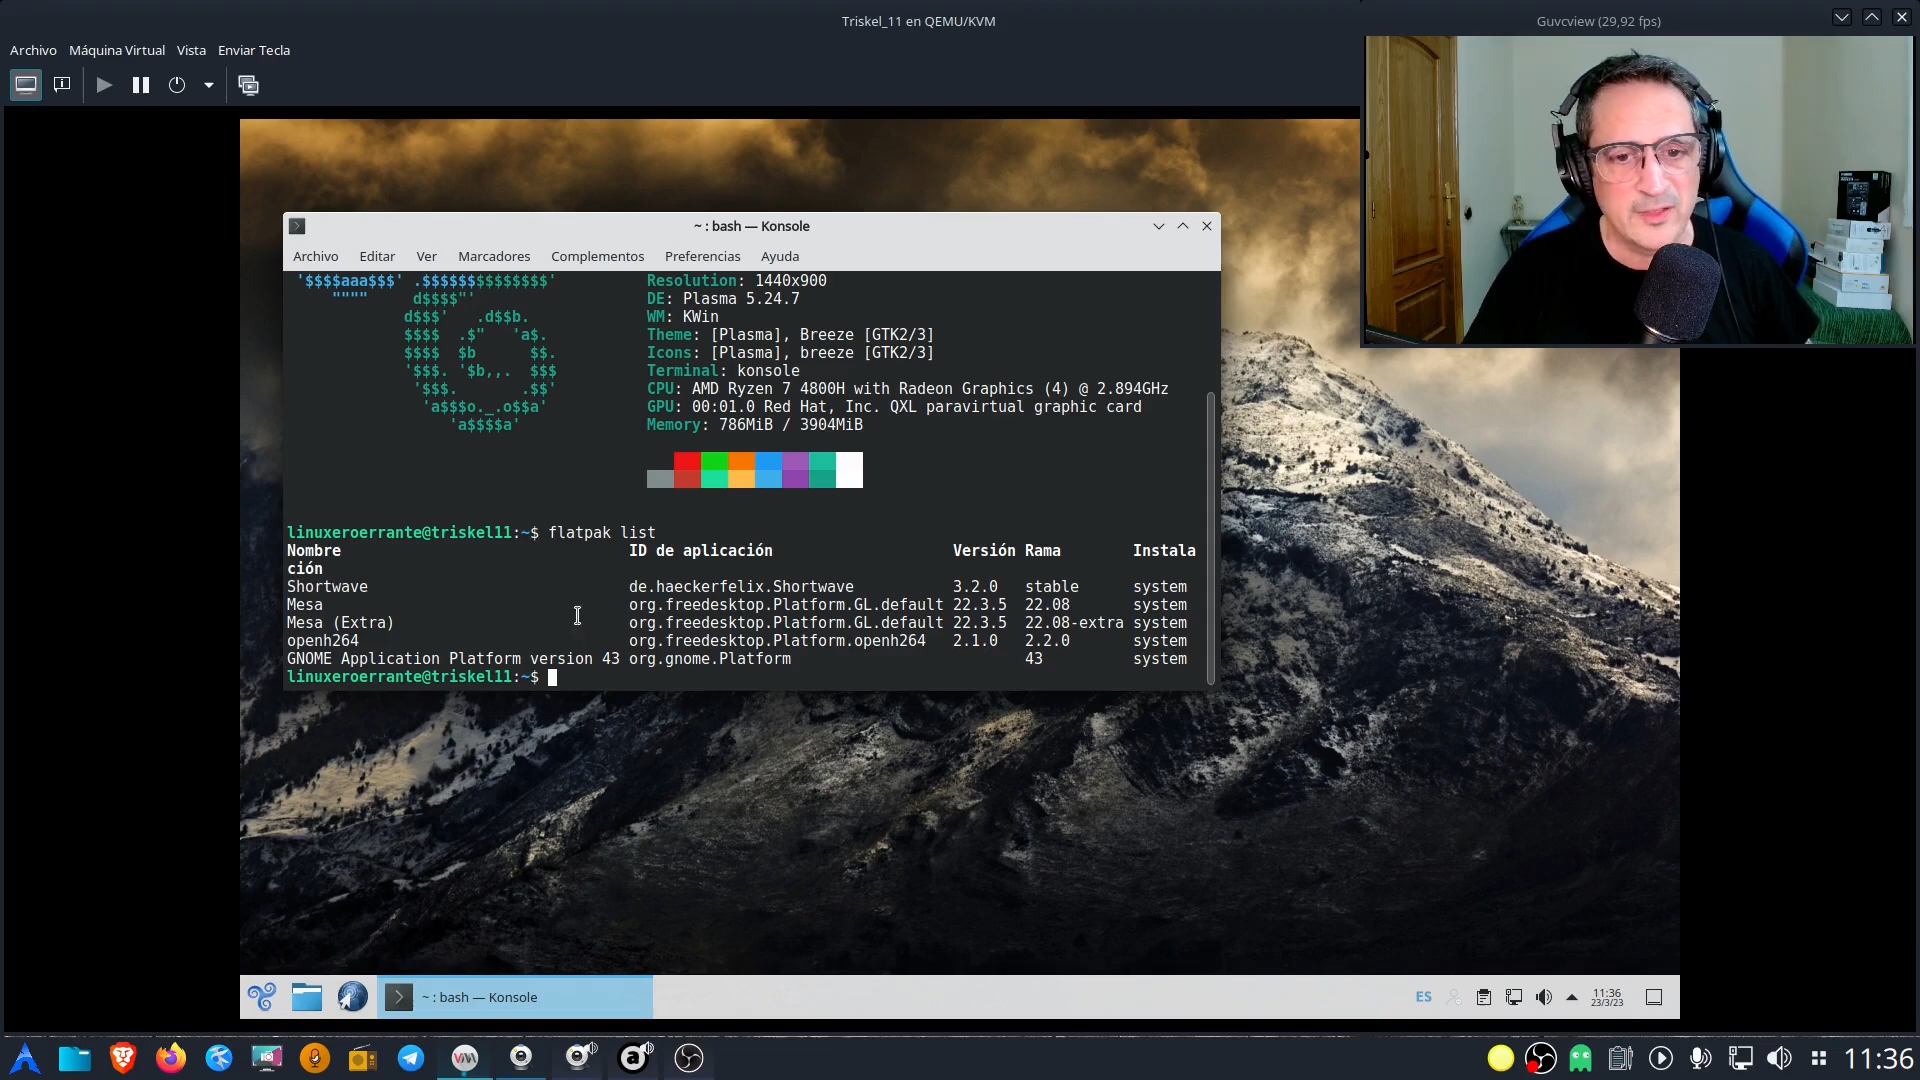 Triskel_11 en QEMU/KVM
Guvcview (29,92 fps)
Archivo Máquina Virtual Vista Enviar Tecla
~ : bash — Konsole
Archivo Editar Ver Marcadores Complementos Preferencias Ayuda
'$$$$aaa$$$' .$$$$$$$$$$$$$$' Resolution: 1440x900
"""" d$$$$"' DE: Plasma 5.24.7
d$$$' .d$$b. WM: KWin
$$$$ .$" 'a$. Theme: [Plasma], Breeze [GTK2/3]
$$$$ $b $$. Icons: [Plasma], breeze [GTK2/3]
'$$$. '$b,,. $$$ Terminal: konsole
'$$$. .$$' CPU: AMD Ryzen 7 4800H with Radeon Graphics (4) @ 2.894GHz
'a$$$o._.o$$a' GPU: 00:01.0 Red Hat, Inc. QXL paravirtual graphic card
'a$$$$a' Memory: 786MiB / 3904MiB
linuxeroerrante@triskel11:~$ flatpak list
Nombre ID de aplicación Versión Rama Instala
ción
Shortwave de.haeckerfelix.Shortwave 3.2.0 stable system
Mesa org.freedesktop.Platform.GL.default 22.3.5 22.08 system
Mesa (Extra) org.freedesktop.Platform.GL.default 22.3.5 22.08-extra system
openh264 org.freedesktop.Platform.openh264 2.1.0 2.2.0 system
GNOME Application Platform version 43 org.gnome.Platform 43 system
linuxeroerrante@triskel11:~$
~ : bash — Konsole
ES
11:36
23/3/23
11:36